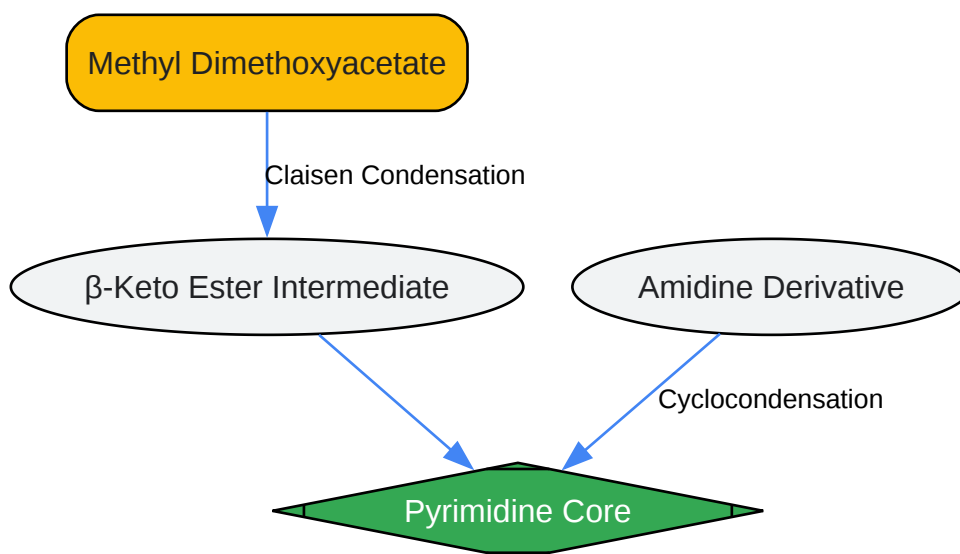 Methyl Dimethoxyacetate
Claisen Condensation
β-Keto Ester Intermediate
Amidine Derivative
Cyclocondensation
Pyrimidine Core